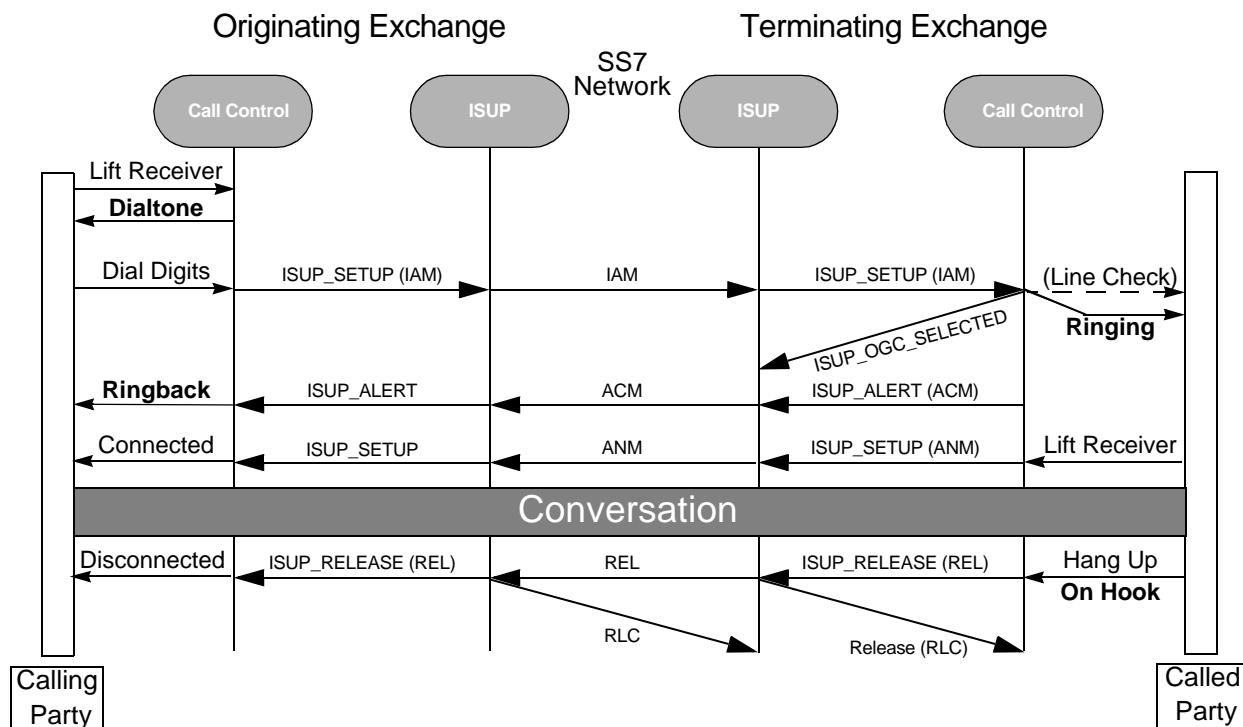 Originating Exchange
Terminating Exchange
SS7
Network
Call Control
ISUP
ISUP
Call Control
Lift Receiver
Dialtone
Dial Digits
ISUP_SETUP (IAM)
IAM
ISUP_SETUP (IAM)
(Line Check)
Ringing
ISUP_OGC_SELECTED
Ringback
ISUP_ALERT
ACM
ISUP_ALERT (ACM)
Connected
ISUP_SETUP
ANM
ISUP_SETUP (ANM)
Lift Receiver
Conversation
Disconnected
ISUP_RELEASE (REL)
REL
ISUP_RELEASE (REL)
Hang Up
On Hook
RLC
Release (RLC)
Calling
Party
Called
Party